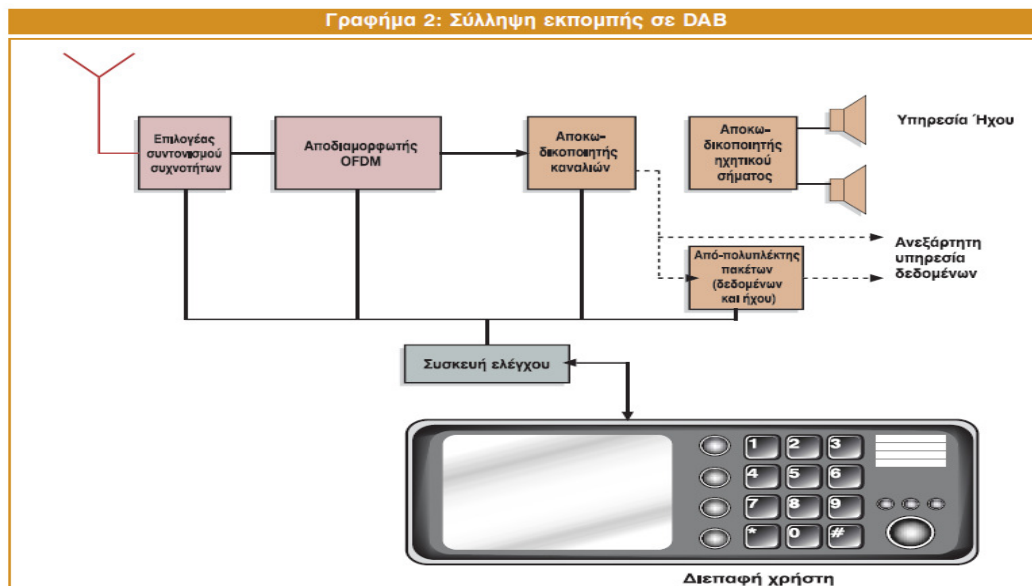 Γραφήμα 2: Σύλληψη εκπομπής σε DAB
Επιλογέας
συντονισμού
συχνοτήτων
Αποδιαμορφωτής
OFDM
Αποκω-
δικοποιητής
καναλιών
Αποκω-
δικοποιητής
ηχητικού
σήματος
Υπηρεσία Ήχου
Ανεξάρτητη
υπηρεσία
δεδομένων
Από-πολυπλέκτης
πακέτων
(δεδομένων
και ήχου)
Συσκευή ελέγχου
1 2 3
4 5 6
7 8 9
* 0 #
Διεπαφή χρήστη